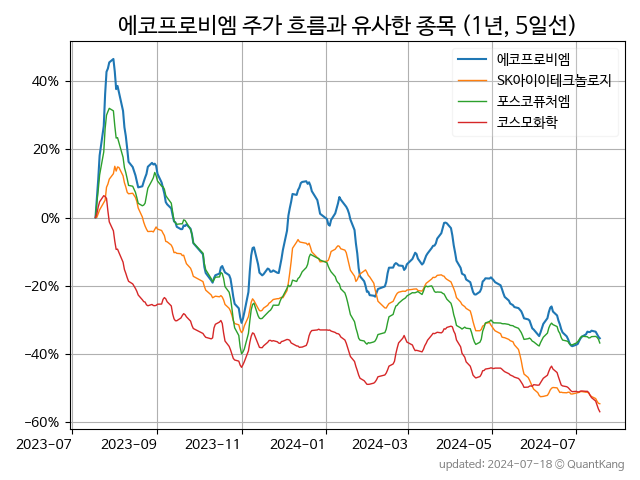 에코프로비엠 주가 흐름과 유사한 종목 (1년, 5일선)
에코프로비엠
SK아이이테크놀로지
포스코퓨처엠
코스모화학
40%
20%
0%
−20%
−40%
−60%
2023-07 2023-09 2023-11 2024-01 2024-03 2024-05 2024-07
updated: 2024-07-18 © QuantKang